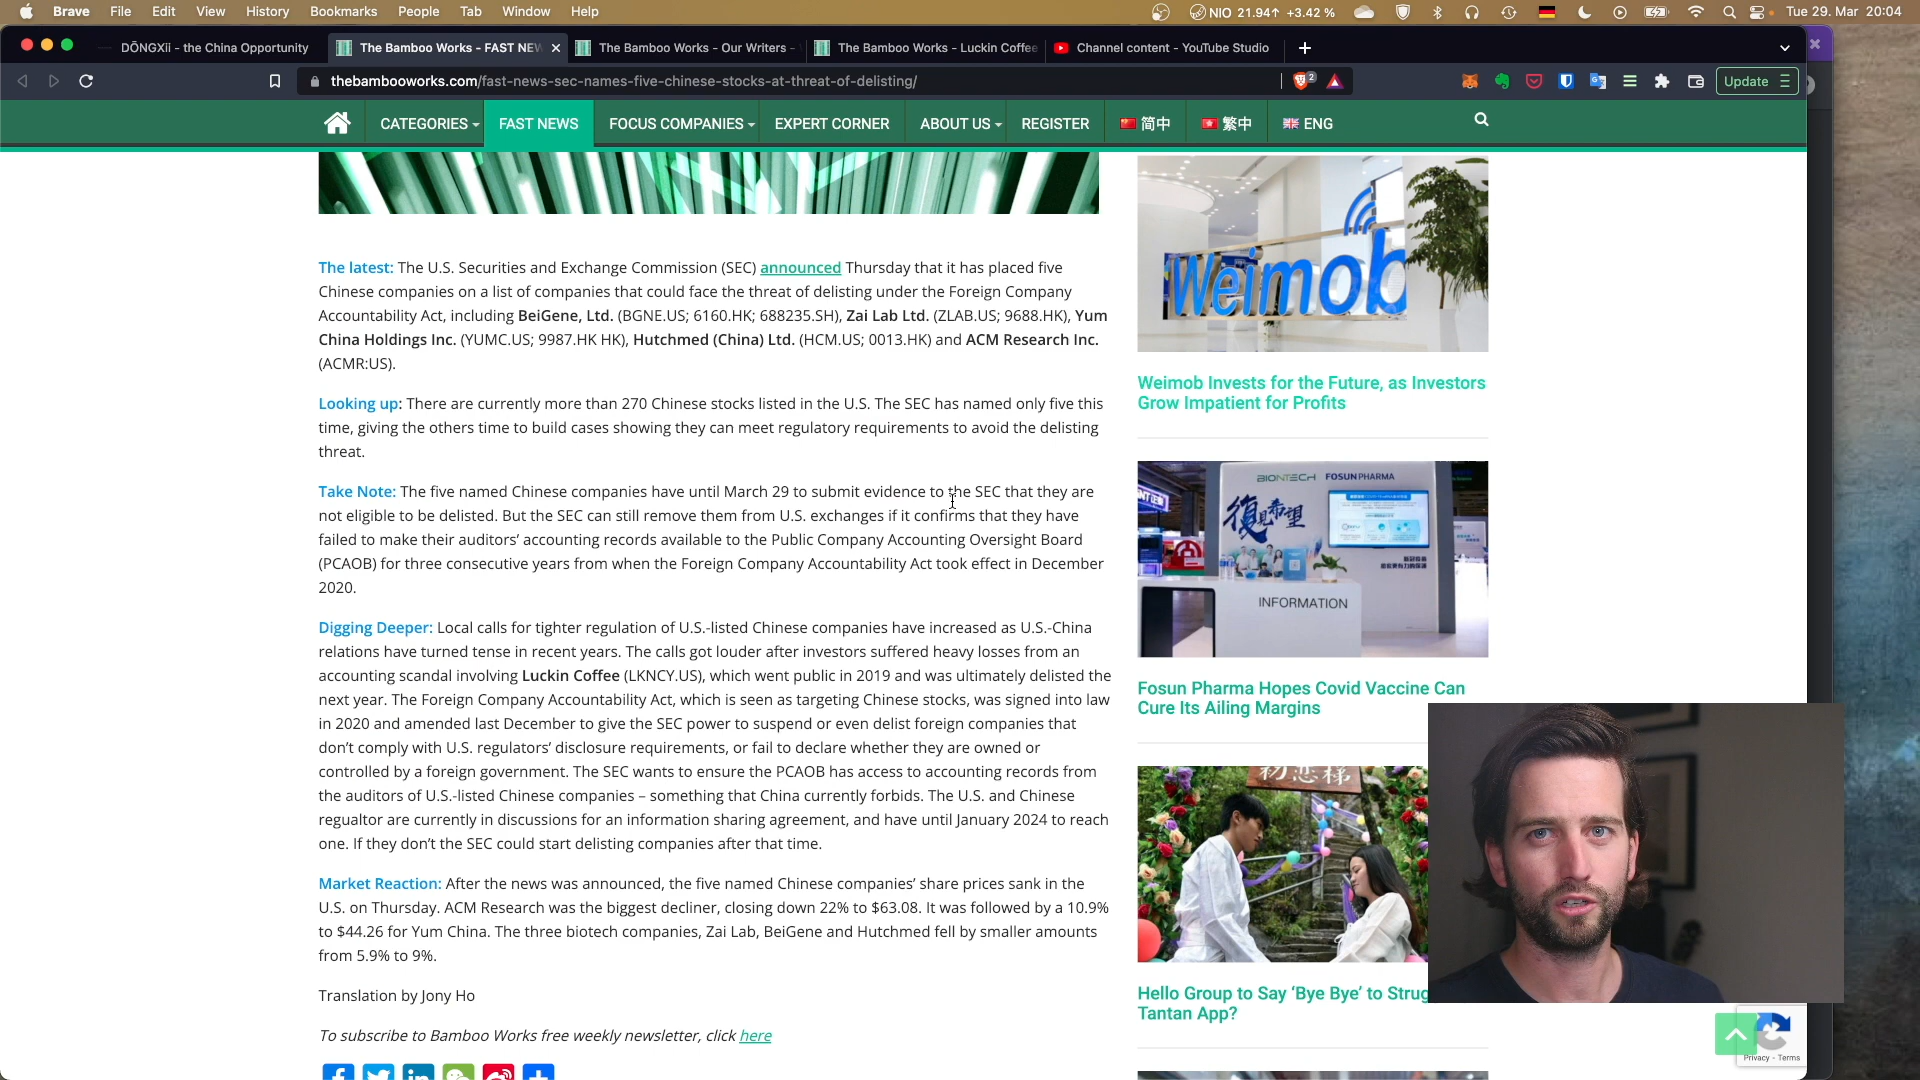 Brave File Edit View History Bookmarks People Tab Window Help
NIO 21.94↑ +3.42 %
Tue 29. Mar 20:04
DŌNGXii - the China Opportunity
The Bamboo Works - FAST NEW
The Bamboo Works - Our Writers -
The Bamboo Works - Luckin Coffee
Channel content - YouTube Studio
thebambooworks.com/fast-news-sec-names-five-chinese-stocks-at-threat-of-delisting/
2
Update
CATEGORIES FAST NEWS FOCUS COMPANIES EXPERT CORNER ABOUT US REGISTER 简中 繁中 ENG
The latest: The U.S. Securities and Exchange Commission (SEC) announced Thursday that it has placed five
Chinese companies on a list of companies that could face the threat of delisting under the Foreign Company
Accountability Act, including BeiGene, Ltd. (BGNE.US; 6160.HK; 688235.SH), Zai Lab Ltd. (ZLAB.US; 9688.HK), Yum
China Holdings Inc. (YUMC.US; 9987.HK HK), Hutchmed (China) Ltd. (HCM.US; 0013.HK) and ACM Research Inc.
(ACMR:US).
Looking up: There are currently more than 270 Chinese stocks listed in the U.S. The SEC has named only five this
time, giving the others time to build cases showing they can meet regulatory requirements to avoid the delisting
threat.
Take Note: The five named Chinese companies have until March 29 to submit evidence to the SEC that they are
not eligible to be delisted. But the SEC can still remove them from U.S. exchanges if it confirms that they have
failed to make their auditors’ accounting records available to the Public Company Accounting Oversight Board
(PCAOB) for three consecutive years from when the Foreign Company Accountability Act took effect in December
2020.
Digging Deeper: Local calls for tighter regulation of U.S.-listed Chinese companies have increased as U.S.-China
relations have turned tense in recent years. The calls got louder after investors suffered heavy losses from an
accounting scandal involving Luckin Coffee (LKNCY.US), which went public in 2019 and was ultimately delisted the
next year. The Foreign Company Accountability Act, which is seen as targeting Chinese stocks, was signed into law
in 2020 and amended last December to give the SEC power to suspend or even delist foreign companies that
don’t comply with U.S. regulators’ disclosure requirements, or fail to declare whether they are owned or
controlled by a foreign government. The SEC wants to ensure the PCAOB has access to accounting records from
the auditors of U.S.-listed Chinese companies – something that China currently forbids. The U.S. and Chinese
regualtor are currently in discussions for an information sharing agreement, and have until January 2024 to reach
one. If they don’t the SEC could start delisting companies after that time.
Market Reaction: After the news was announced, the five named Chinese companies’ share prices sank in the
U.S. on Thursday. ACM Research was the biggest decliner, closing down 22% to $63.08. It was followed by a 10.9%
to $44.26 for Yum China. The three biotech companies, Zai Lab, BeiGene and Hutchmed fell by smaller amounts
from 5.9% to 9%.
Translation by Jony Ho
To subscribe to Bamboo Works free weekly newsletter, click here
Weimob
Weimob Invests for the Future, as Investors
Grow Impatient for Profits
BIONTECH FOSUN PHARMA
復見希望
INFORMATION
Fosun Pharma Hopes Covid Vaccine Can
Cure Its Ailing Margins
Hello Group to Say ‘Bye Bye’ to Strug
Tantan App?
Privacy - Terms